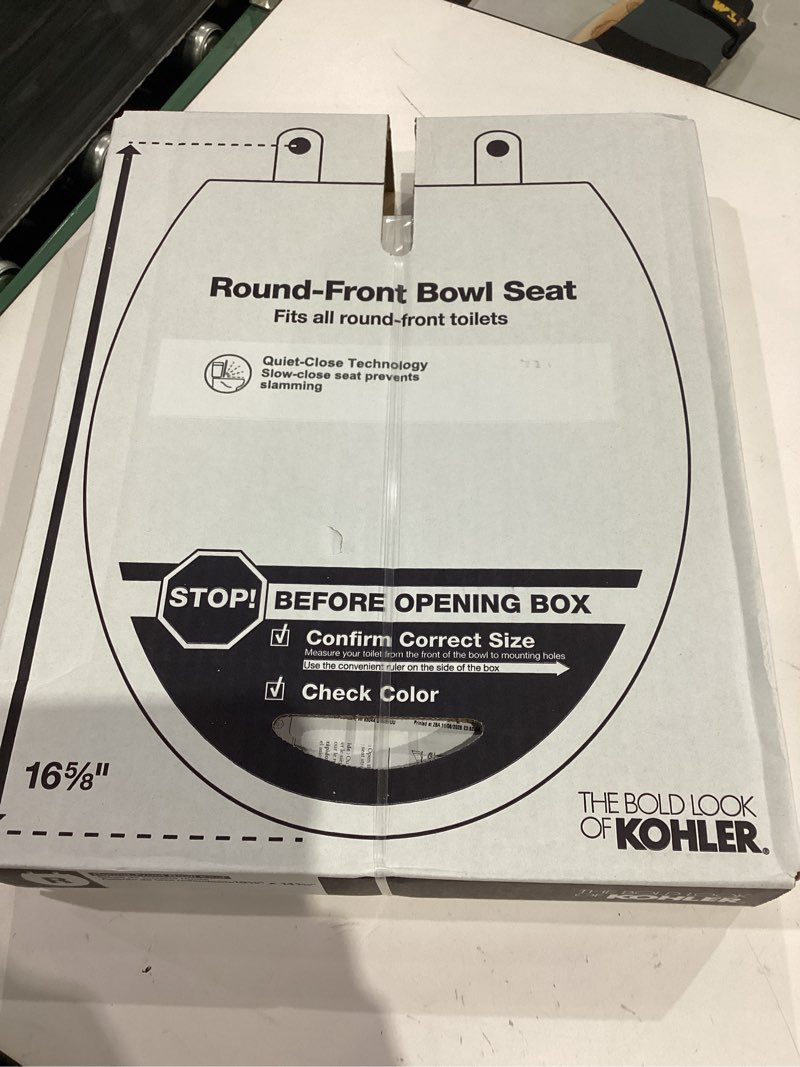 Round-Front Bowl Seat
Fits all round-front toilets
Quiet-Close Technology
Slow-close seat prevents
slamming
STOP!
BEFORE OPENING BOX
Confirm Correct Size
Measure your toilet from the front of the bowl to mounting holes
Use the convenient ruler on the side of the box
Check Color
16⅝"
THE BOLD LOOK
OF KOHLER®
KOHLER